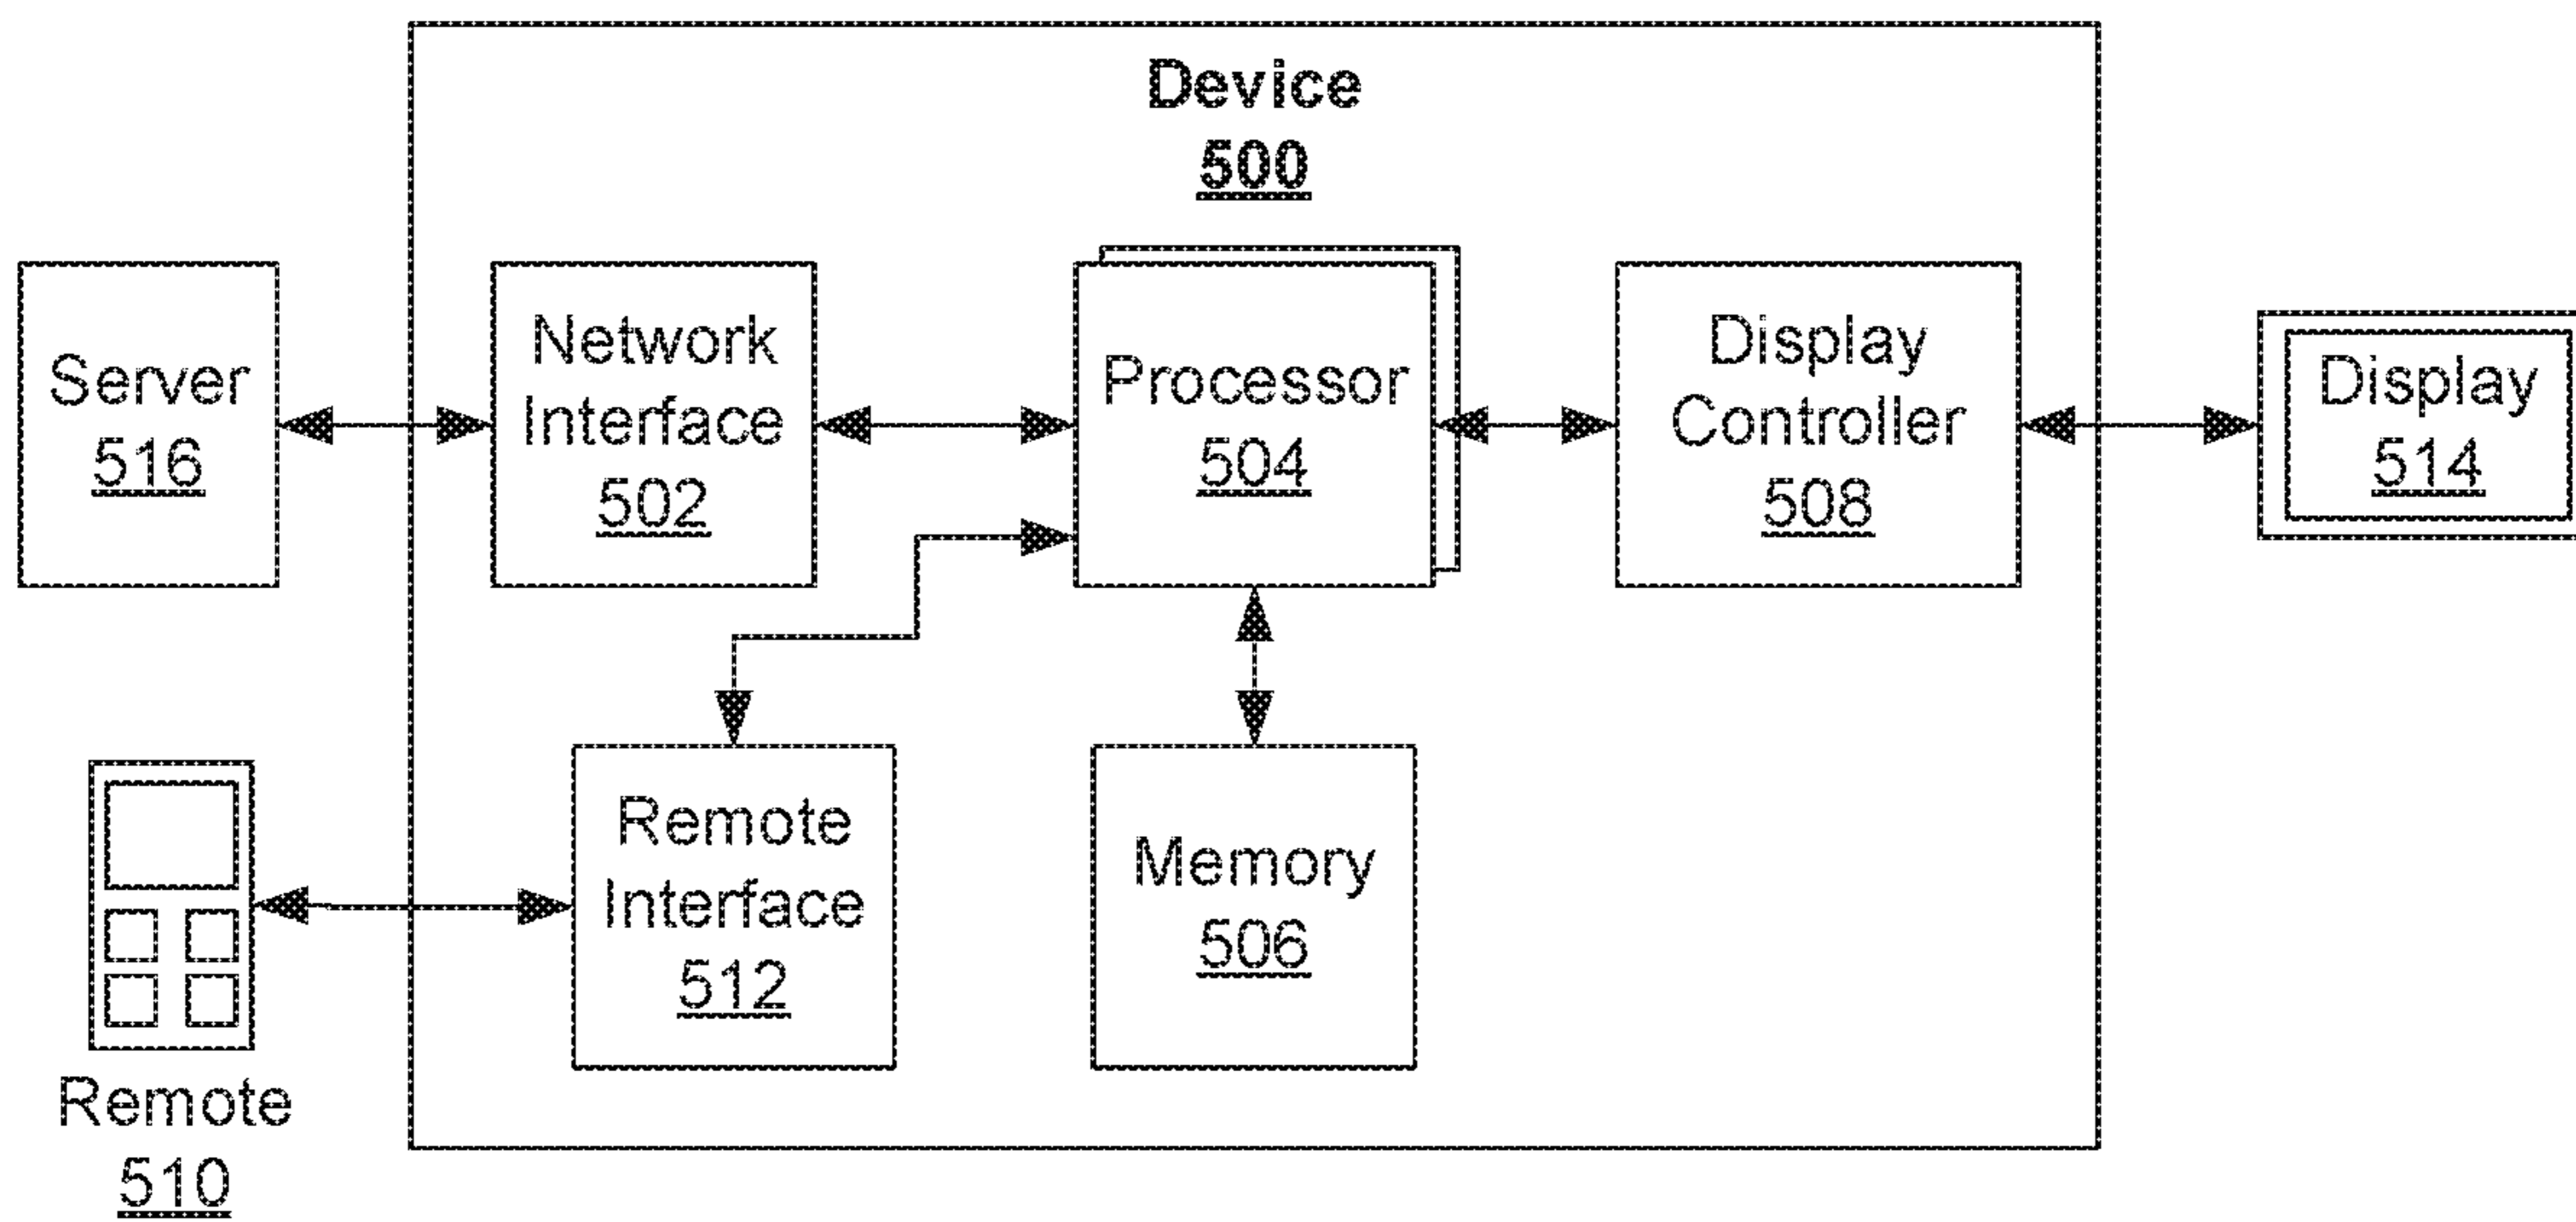 Device
500
Server
516
Network
Interface
502
Processor
504
Display
Controller
508
Display
514
Remote
Interface
512
Memory
506
Remote
510